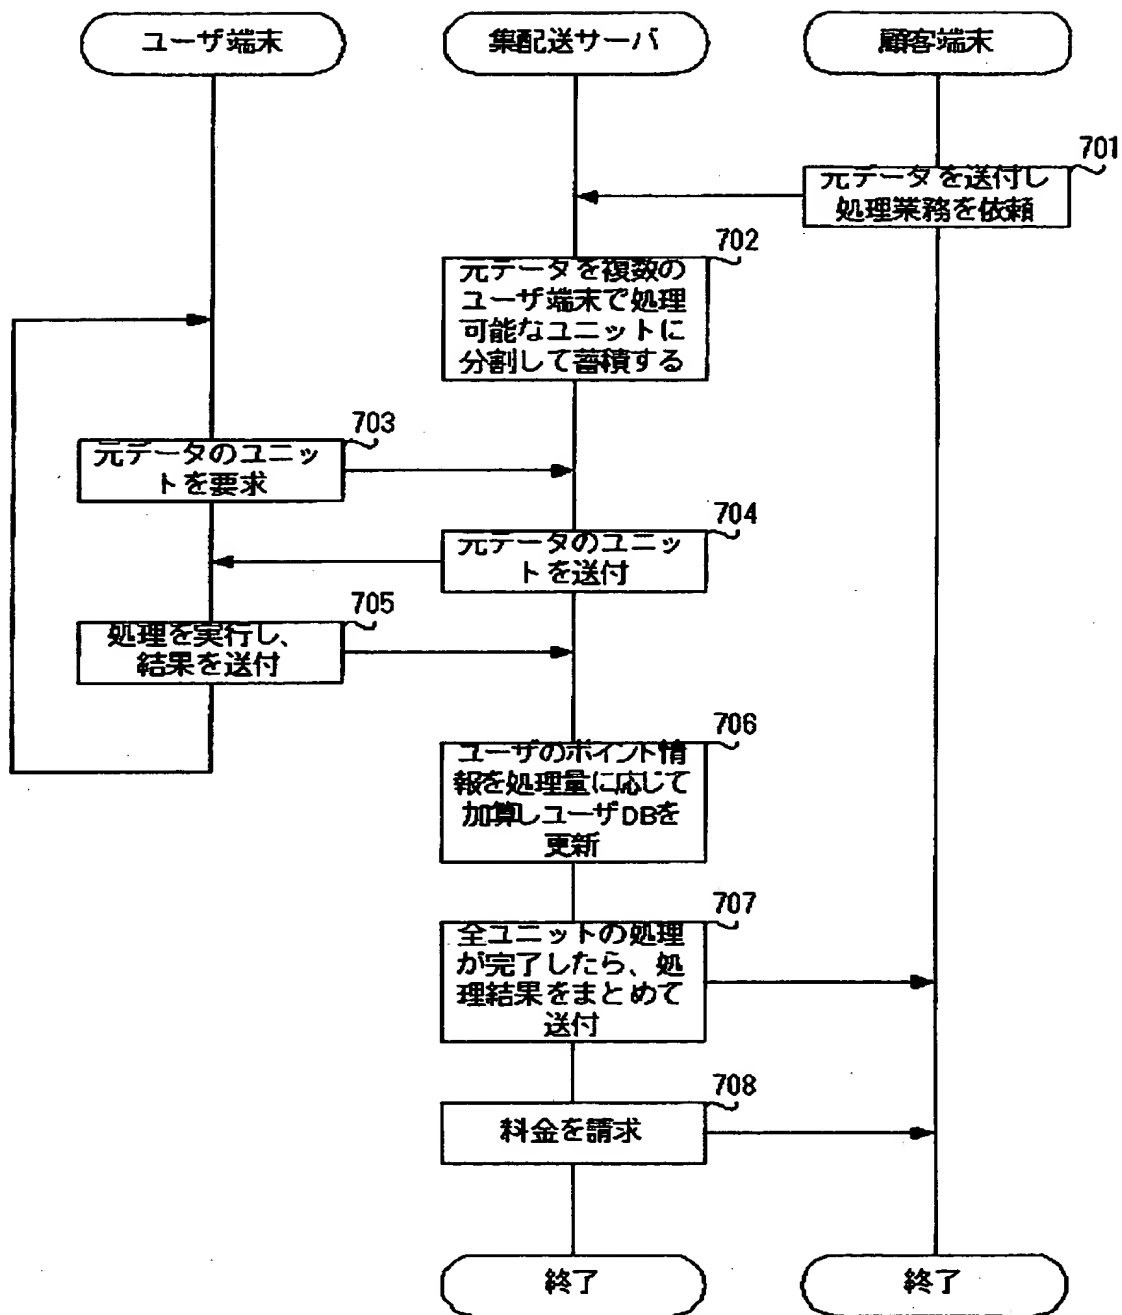 ユーザ端末
集配送サーバ
顧客端末
701
元データを送付し
処理業務を依頼
702
元データを複数の
ユーザ端末で処理
可能なユニットに
分割して蓄積する
703
元データのユニッ
トを要求
704
元データのユニッ
トを送付
705
処理を実行し、
結果を送付
706
ユーザのポイント情
報を処理量に応じて
加算しユーザDBを
更新
707
全ユニットの処理
が完了したら、処
理結果をまとめて
送付
708
料金を請求
終了
終了